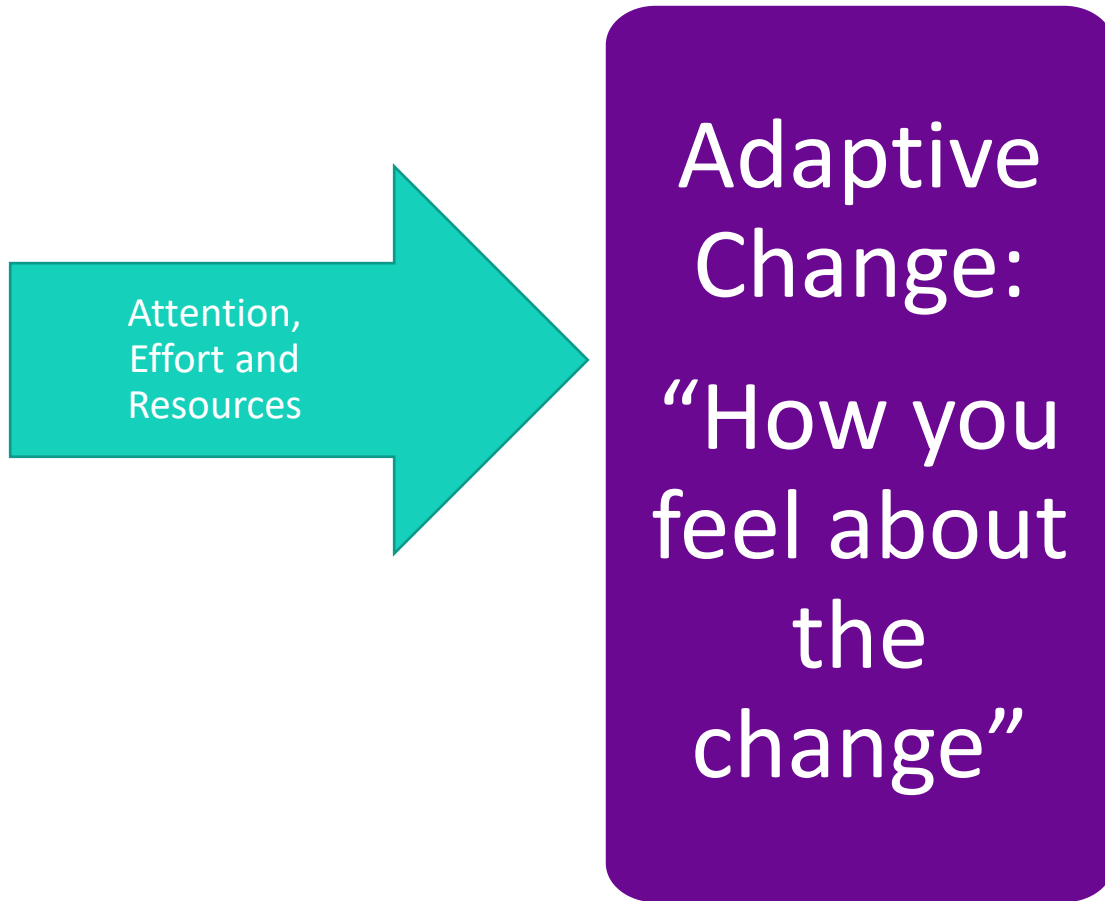 Attention,
Effort and
Resources
Adaptive
Change:
“How you
feel about
the
change”